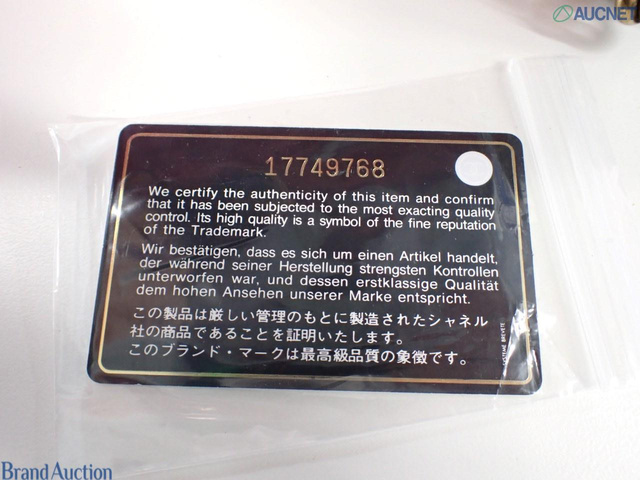 AUCNET
17749768
We certify the authenticity of this item and confirm
that it has been subjected to the most exacting quality
control. Its high quality is a symbol of the fine reputation
of the Trademark.
Wir bestätigen, dass es sich um einen Artikel handelt,
der während seiner Herstellung strengsten Kontrollen
unterworfen war, und dessen erstklassige Qualität
dem hohen Ansehen unserer Marke entspricht.
この製品は厳しい管理のもとに製造されたシャネル
社の商品であることを証明いたします。
このブランド・マークは最高級品質の象徴です。
BREVETÉ
Brand Auction